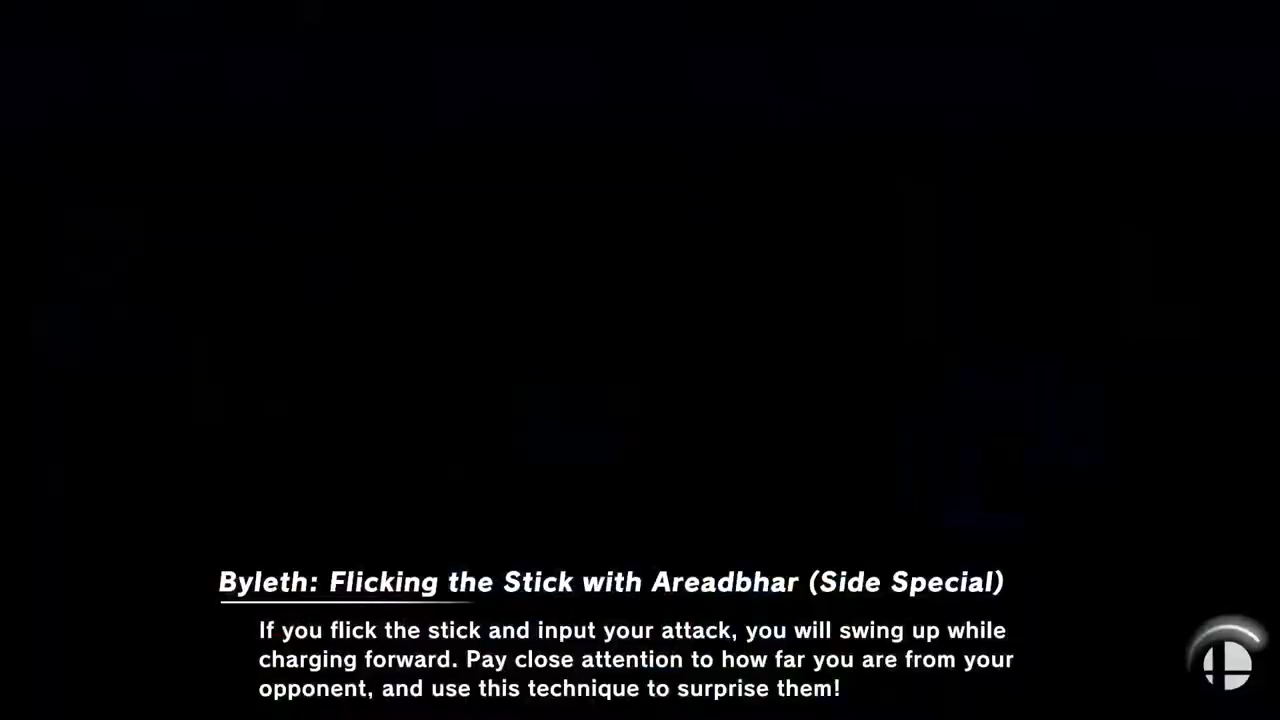 Byleth: Flicking the Stick with Areadbhar (Side Special)
If you flick the stick and input your attack, you will swing up while
charging forward. Pay close attention to how far you are from your
opponent, and use this technique to surprise them!